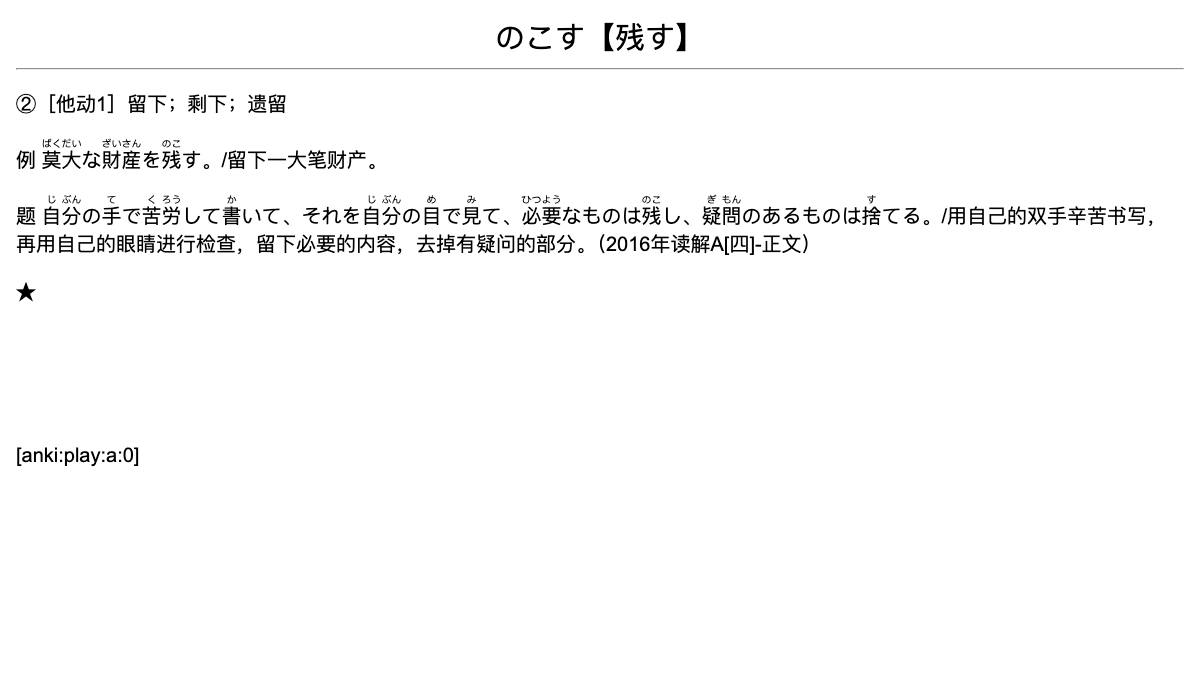 のこす【残す】
②［他动1］留下；剩下；遗留
ばくだい ざいさん のこ
例 莫大な財産を残す。/留下一大笔财产。
じ ぶん て く ろう か じ ぶん め み ひつよう のこ ぎ もん す
题 自分の手で苦労して書いて、それを自分の目で見て、必要なものは残し、疑問のあるものは捨てる。/用自己的双手辛苦书写，
再用自己的眼睛进行检查，留下必要的内容，去掉有疑问的部分。（2016年读解A[四]-正文）
★
[anki:play:a:0]